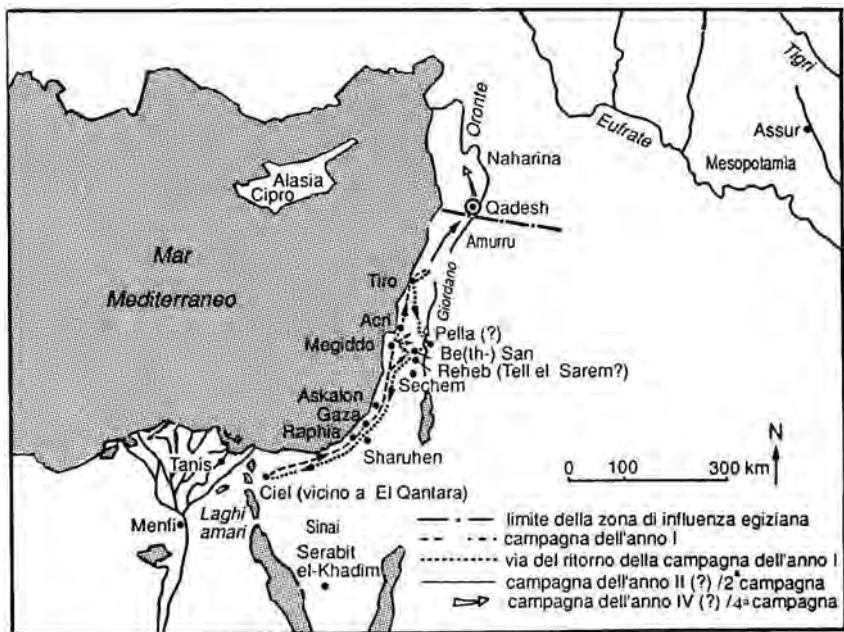 Tigri
Oronte
Eufrate
Assur
Naharina
Mesopotamia
Alasia
Cipro
Qadesh
Amurru
Mar
Mediterraneo
Tiro
Giordano
Acri
Pella (?)
Megiddo
Be(th-) San
Reheb (Tell el Sarem?)
Sechem
Askalon
Gaza
Raphia
Sharuhen
Tanis
N
0 100 300 km
Ciel (vicino a El Qantara)
Laghi
amari
Menfi
Sinai
Serabit
el-Khadim
limite della zona di influenza egiziana
campagna dell'anno I
via del ritorno della campagna dell'anno I
campagna dell'anno II (?) /2ª campagna
campagna dell'anno IV (?) /4ª campagna